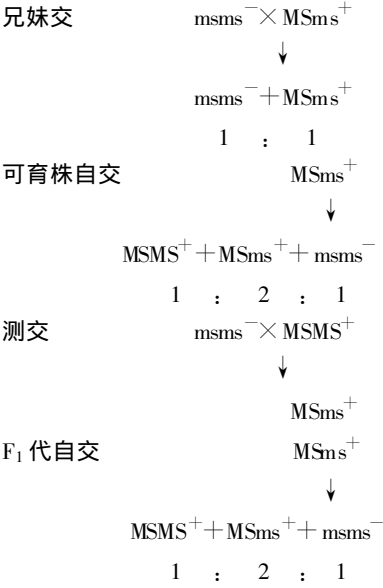 兄妹交 msms⁻×MSms⁺
↓
msms⁻+MSms⁺
1 : 1
可育株自交 MSms⁺
↓
MSMS⁺+MSms⁺+msms⁻
1 : 2 : 1
测交 msms⁻×MSMS⁺
↓
MSms⁺
F₁代自交 MSms⁺
↓
MSMS⁺+MSms⁺+msms⁻
1 : 2 : 1